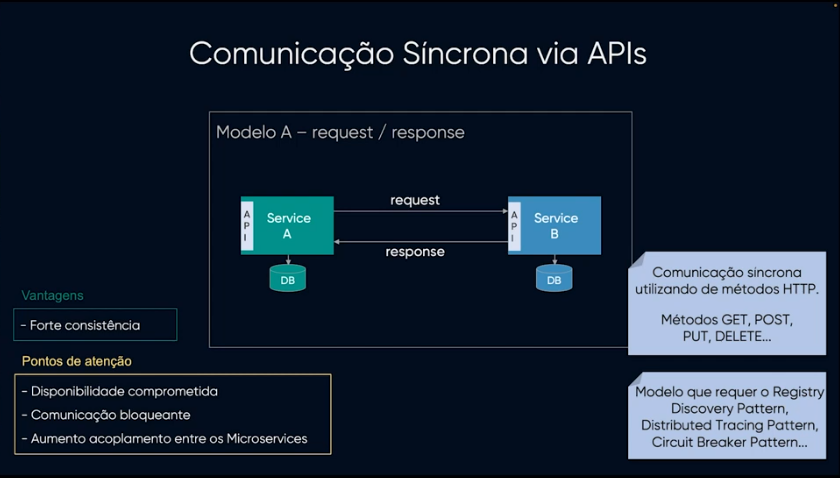 Comunicação Síncrona via APIs
Modelo A – request / response
API
Service
A
DB
request
response
API
Service
B
DB
Vantagens
- Forte consistência
Pontos de atenção
- Disponibilidade comprometida
- Comunicação bloqueante
- Aumento acoplamento entre os Microservices
Comunicação síncrona
utilizando de métodos HTTP.
Métodos GET, POST,
PUT, DELETE...
Modelo que requer o Registry
Discovery Pattern,
Distributed Tracing Pattern,
Circuit Breaker Pattern...